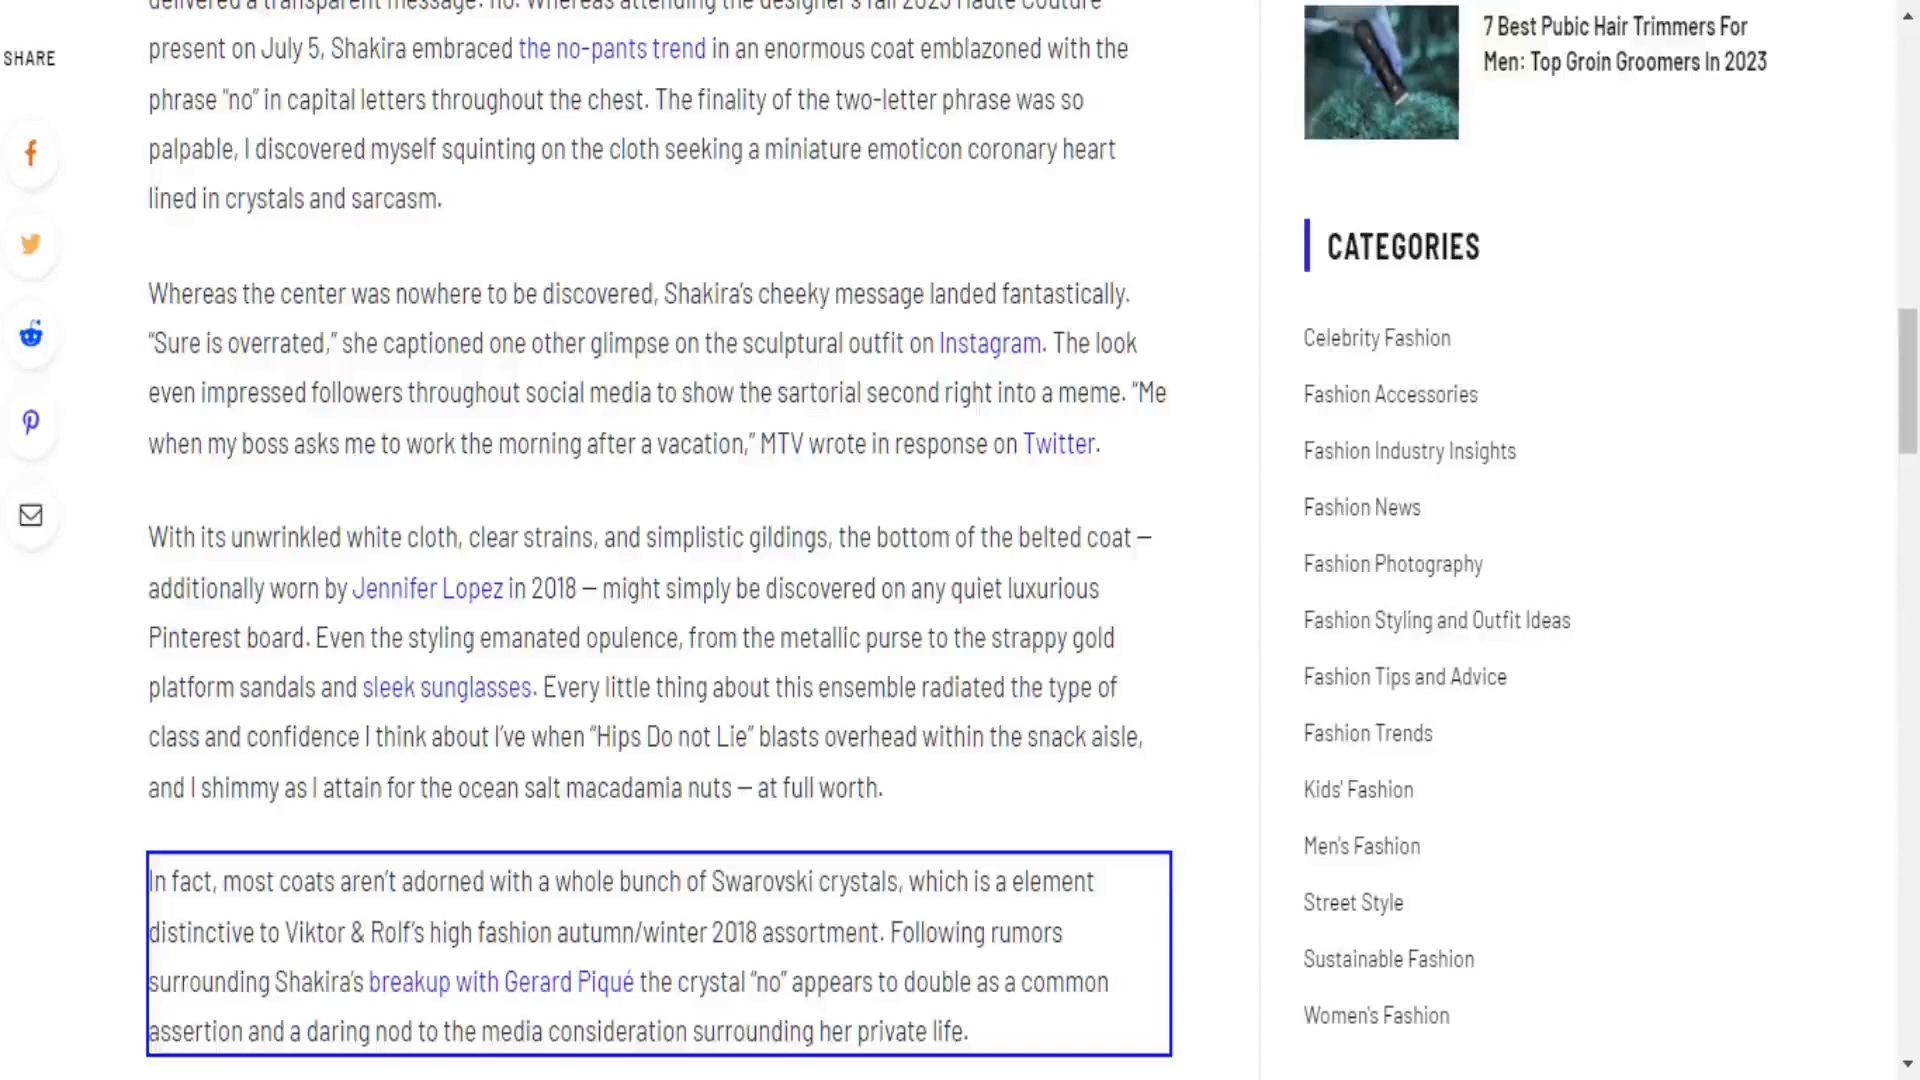 delivered a transparent message: no. Whereas attending the designer's fall 2023 Haute Couture
present on July 5, Shakira embraced the no-pants trend in an enormous coat emblazoned with the
phrase “no” in capital letters throughout the chest. The finality of the two-letter phrase was so
palpable, I discovered myself squinting on the cloth seeking a miniature emoticon coronary heart
lined in crystals and sarcasm.
Whereas the center was nowhere to be discovered, Shakira’s cheeky message landed fantastically.
“Sure is overrated,” she captioned one other glimpse on the sculptural outfit on Instagram. The look
even impressed followers throughout social media to show the sartorial second right into a meme. “Me
when my boss asks me to work the morning after a vacation,” MTV wrote in response on Twitter.
With its unwrinkled white cloth, clear strains, and simplistic gildings, the bottom of the belted coat —
additionally worn by Jennifer Lopez in 2018 — might simply be discovered on any quiet luxurious
Pinterest board. Even the styling emanated opulence, from the metallic purse to the strappy gold
platform sandals and sleek sunglasses. Every little thing about this ensemble radiated the type of
class and confidence I think about I’ve when “Hips Do not Lie” blasts overhead within the snack aisle,
and I shimmy as I attain for the ocean salt macadamia nuts — at full worth.
In fact, most coats aren’t adorned with a whole bunch of Swarovski crystals, which is a element
distinctive to Viktor & Rolf’s high fashion autumn/winter 2018 assortment. Following rumors
surrounding Shakira’s breakup with Gerard Piqué the crystal “no” appears to double as a common
assertion and a daring nod to the media consideration surrounding her private life.
SHARE
7 Best Pubic Hair Trimmers For
Men: Top Groin Groomers In 2023
CATEGORIES
Celebrity Fashion
Fashion Accessories
Fashion Industry Insights
Fashion News
Fashion Photography
Fashion Styling and Outfit Ideas
Fashion Tips and Advice
Fashion Trends
Kids’ Fashion
Men’s Fashion
Street Style
Sustainable Fashion
Women’s Fashion